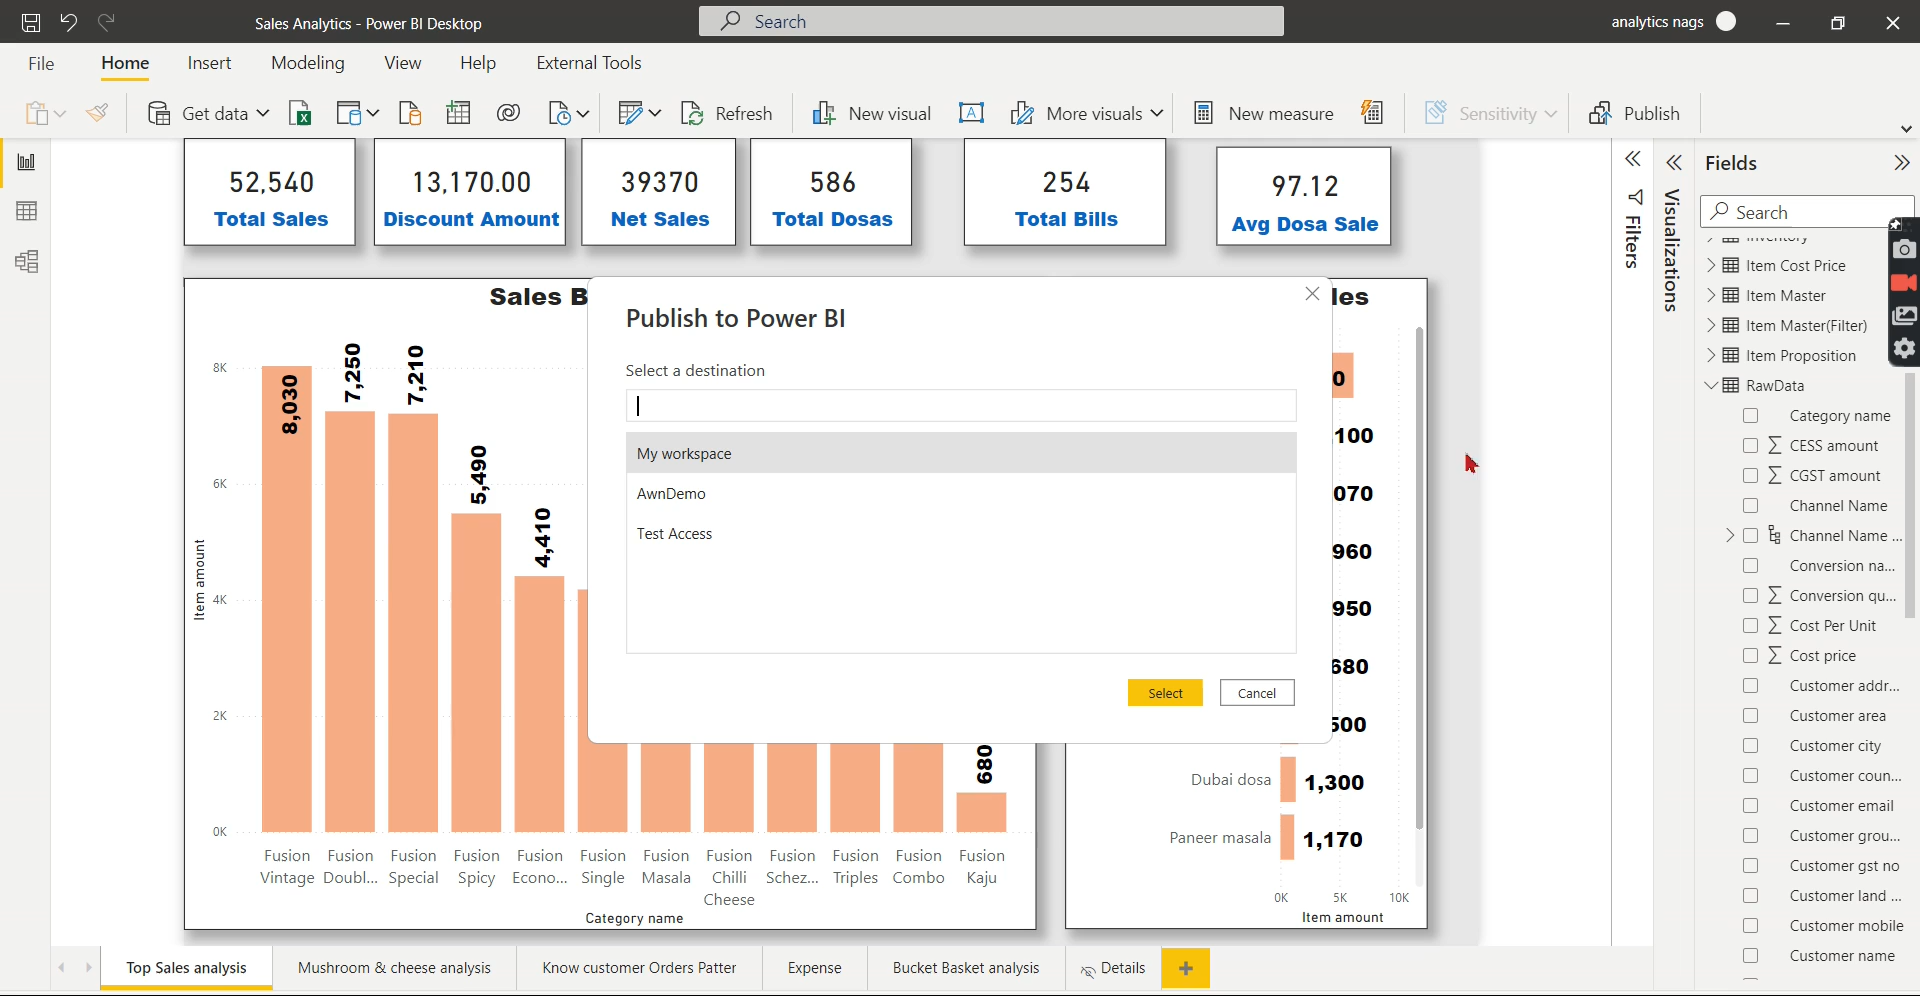 Sales Analytics - Power BI Desktop
Search
analytics nags
File
Home
Insert
Modeling
View
Help
External Tools
Get data
Refresh
New visual
More visuals
New measure
Sensitivity
Publish
52,540
Total Sales
13,170.00
Discount Amount
39370
Net Sales
586
Total Dosas
254
Total Bills
97.12
Avg Dosa Sale
Sales B
les
Item amount
8K
6K
4K
2K
0K
8,030
7,250
7,210
5,490
4,410
680
Fusion Vintage
Fusion Doubl...
Fusion Special
Fusion Spicy
Fusion Econo...
Fusion Single
Fusion Masala
Fusion Chilli Cheese
Fusion Schez...
Fusion Triples
Fusion Combo
Fusion Kaju
Category name
Publish to Power BI
Select a destination
My workspace
AwnDemo
Test Access
Select
Cancel
0
100
070
960
950
680
500
Dubai dosa
1,300
Paneer masala
1,170
0K
5K
10K
Item amount
Filters
Visualizations
Fields
Search
Inventory
Item Cost Price
Item Master
Item Master(Filter)
Item Proposition
RawData
Category name
CESS amount
CGST amount
Channel Name
Channel Name ...
Conversion na...
Conversion qu...
Cost Per Unit
Cost price
Customer addr...
Customer area
Customer city
Customer coun...
Customer email
Customer grou...
Customer gst no
Customer land ...
Customer mobile
Customer name
Top Sales analysis
Mushroom & cheese analysis
Know customer Orders Patter
Expense
Bucket Basket analysis
Details